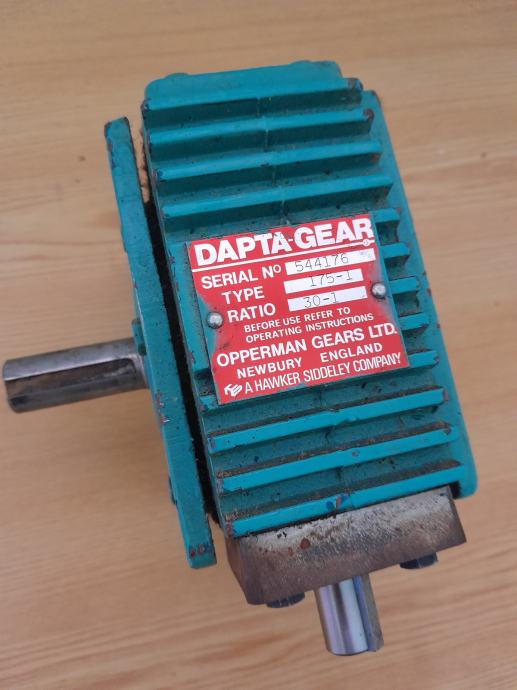 DAPTA-GEAR
SERIAL Nº 544176
TYPE 175-1
RATIO 30-1
BEFORE USE REFER TO
OPERATING INSTRUCTIONS
OPPERMAN GEARS LTD.
NEWBURY ENGLAND
A HAWKER SIDDELEY COMPANY